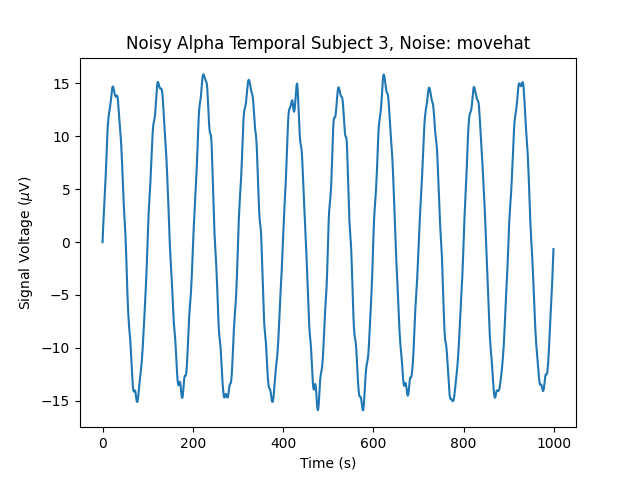 Noisy Alpha Temporal Subject 3, Noise: movehat
Signal Voltage (μV)
15
10
5
0
−5
−10
−15
0 200 400 600 800 1000
Time (s)